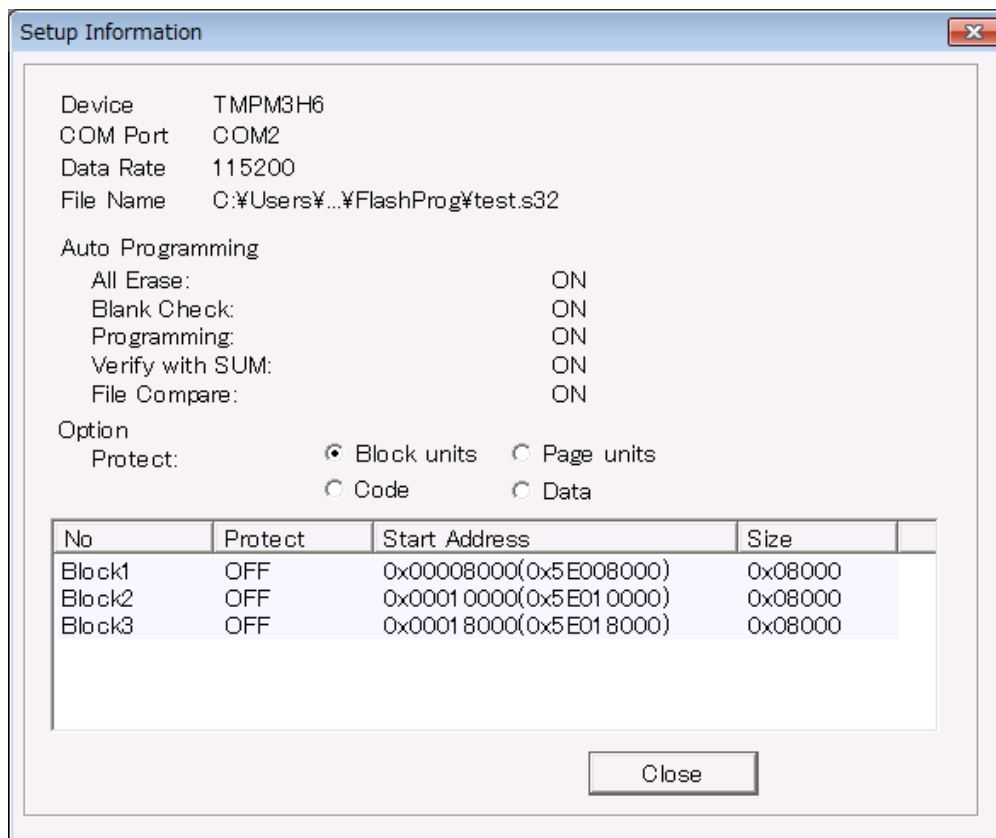 Setup Information
Device TMPM3H6
COM Port COM2
Data Rate 115200
File Name C:¥Users¥...¥FlashProg¥test.s32
Auto Programming
All Erase: ON
Blank Check: ON
Programming: ON
Verify with SUM: ON
File Compare: ON
Option
Protect: Block units Page units
Code Data
No Protect Start Address Size
Block1 OFF 0x00008000(0x5E008000) 0x08000
Block2 OFF 0x00010000(0x5E010000) 0x08000
Block3 OFF 0x00018000(0x5E018000) 0x08000
Close